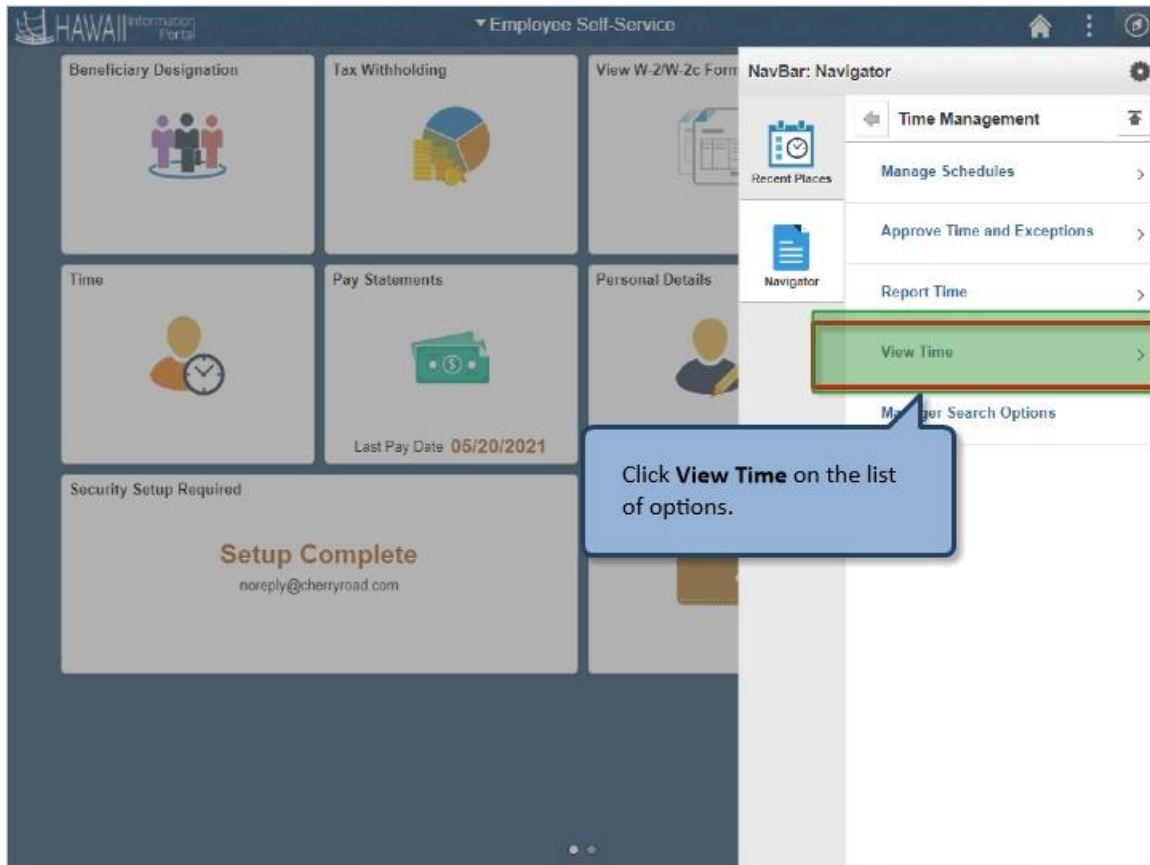 HAWAII Information Portal
Employee Self-Service
Beneficiary Designation
Tax Withholding
View W-2/W-2c Form
Time
Pay Statements
Last Pay Date 05/20/2021
Personal Details
Security Setup Required
Setup Complete
noreply@cherryroad.com
NavBar: Navigator
Recent Places
Navigator
Time Management
Manage Schedules
Approve Time and Exceptions
Report Time
View Time
Search Options
Click View Time on the list
of options.